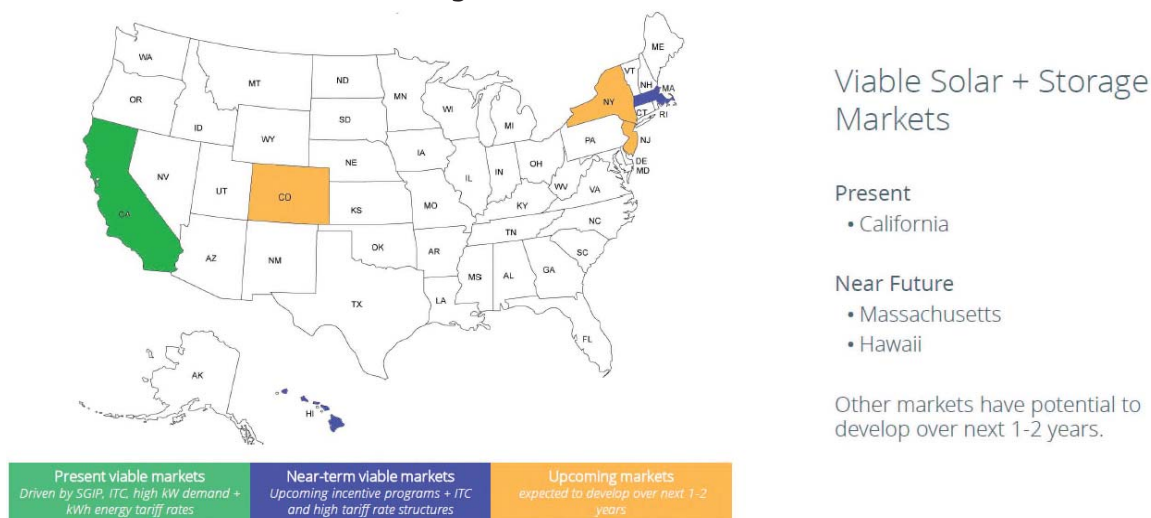 WA
OR
CA
NV
ID
MT
WY
UT
AZ
CO
NM
ND
SD
NE
KS
OK
TX
MN
IA
MO
AR
LA
WI
IL
MI
IN
OH
KY
TN
MS
AL
GA
FL
SC
NC
VA
WV
PA
NY
VT
NH
ME
MA
CT
RI
NJ
DE
MD
AK
HI
Viable Solar + Storage
Markets
Present
• California
Near Future
• Massachusetts
• Hawaii
Other markets have potential to
develop over next 1-2 years.
Present viable markets
Driven by SGIP, ITC, high kW demand +
kWh energy tariff rates
Near-term viable markets
Upcoming incentive programs + ITC
and high tariff rate structures
Upcoming markets
expected to develop over next 1-2
years